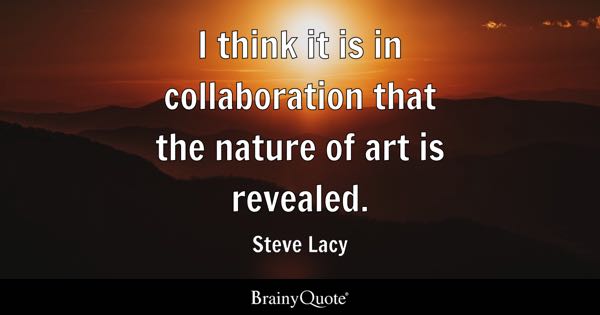 I think it is in
collaboration that
the nature of art is
revealed.
Steve Lacy
BrainyQuote®